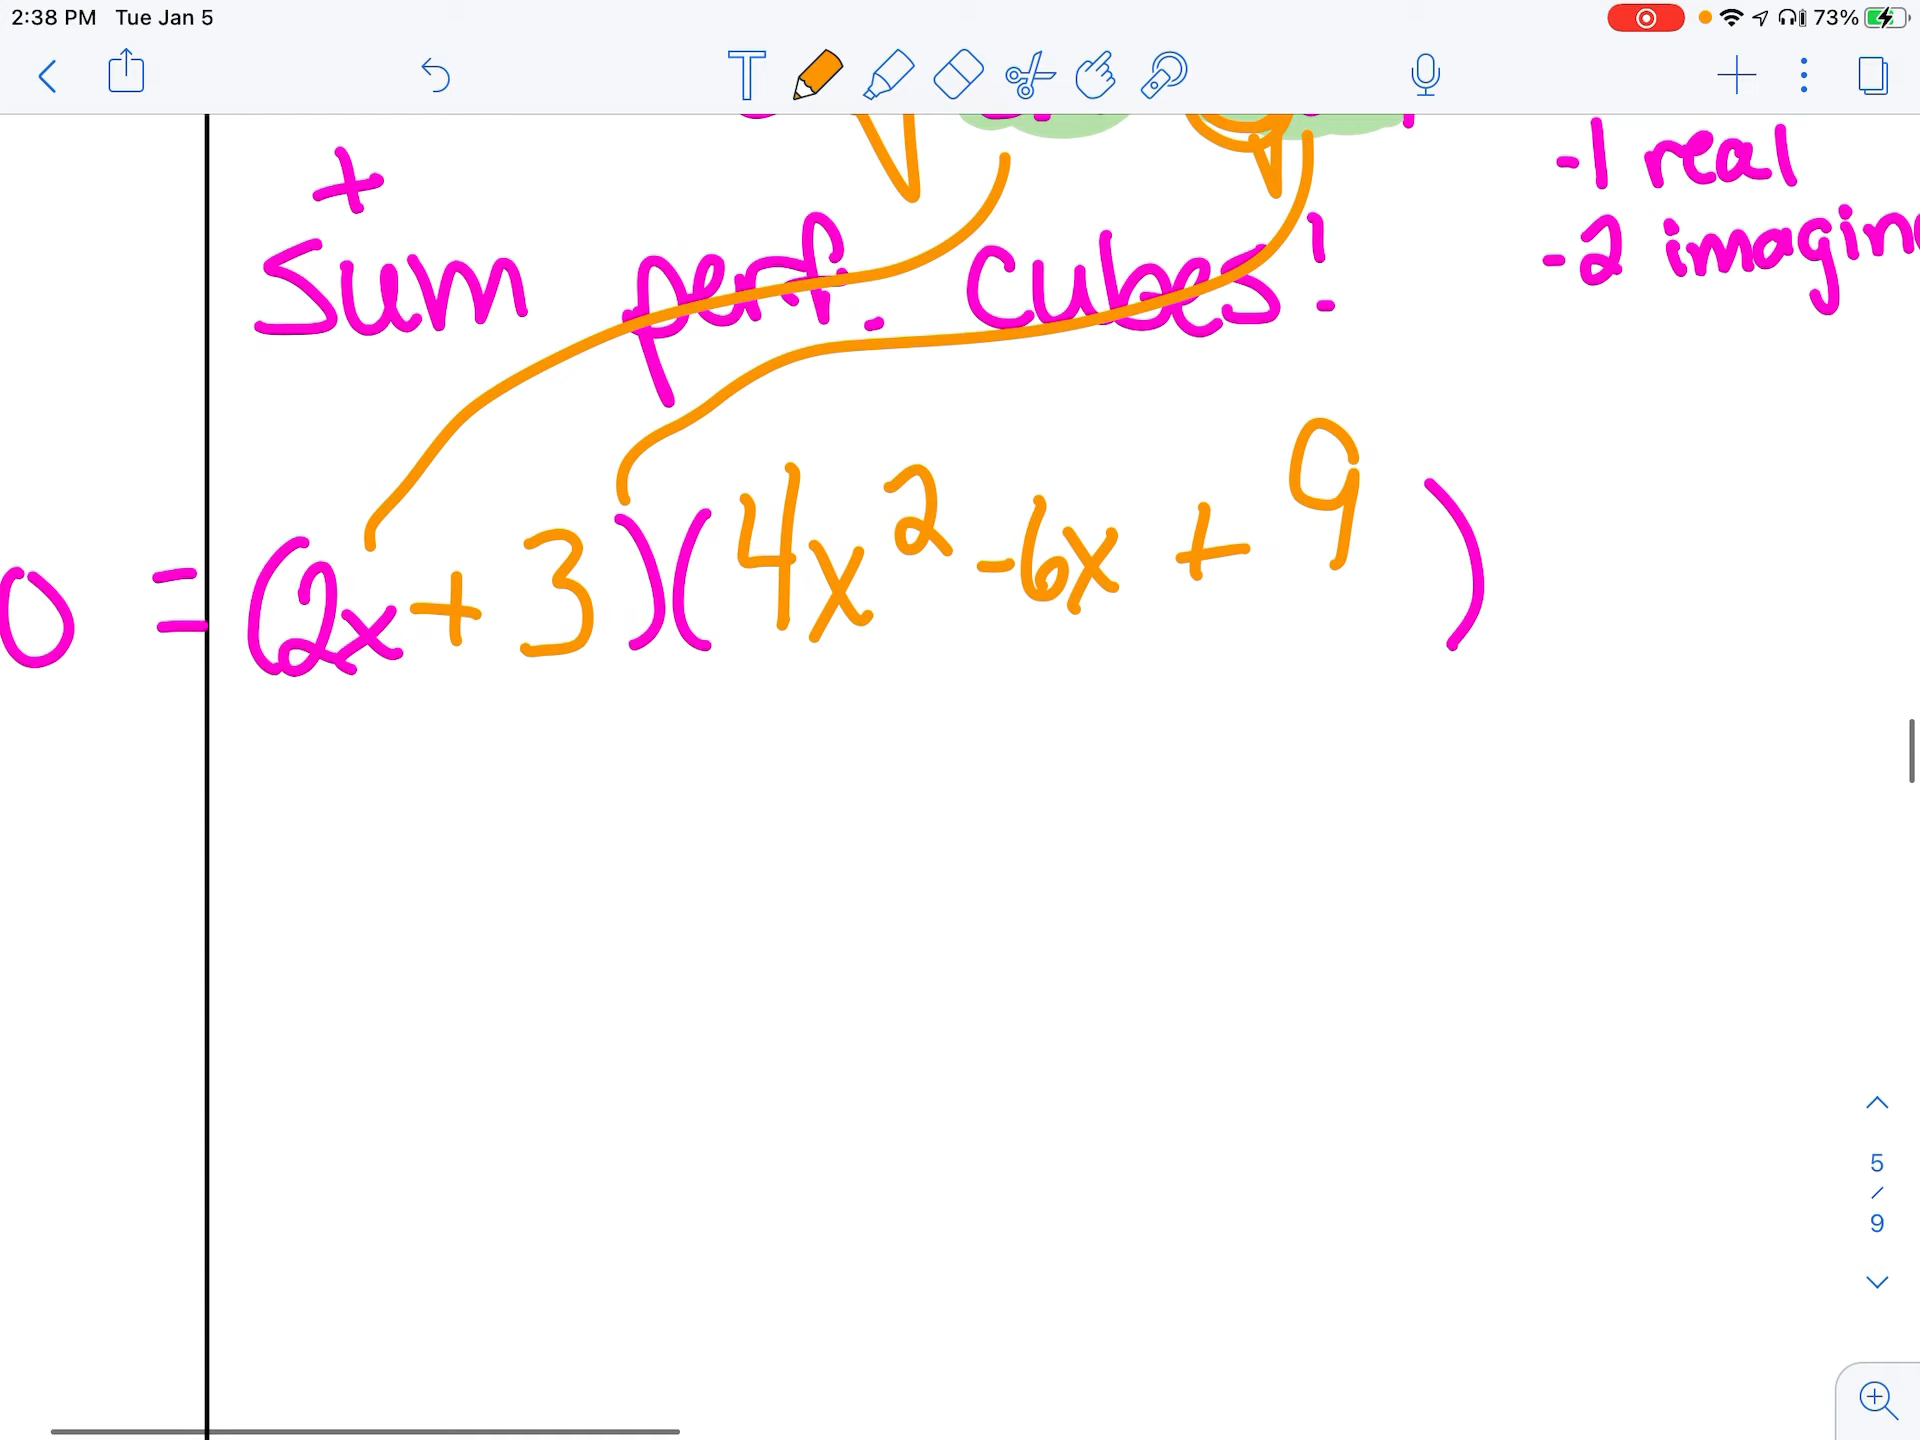 2:38 PM Tue Jan 5
73%
T
+
-1 real
Sum perf. cubes!
-2
0 = (2x + 3)(4x² - 6x + 9)
5
/
9